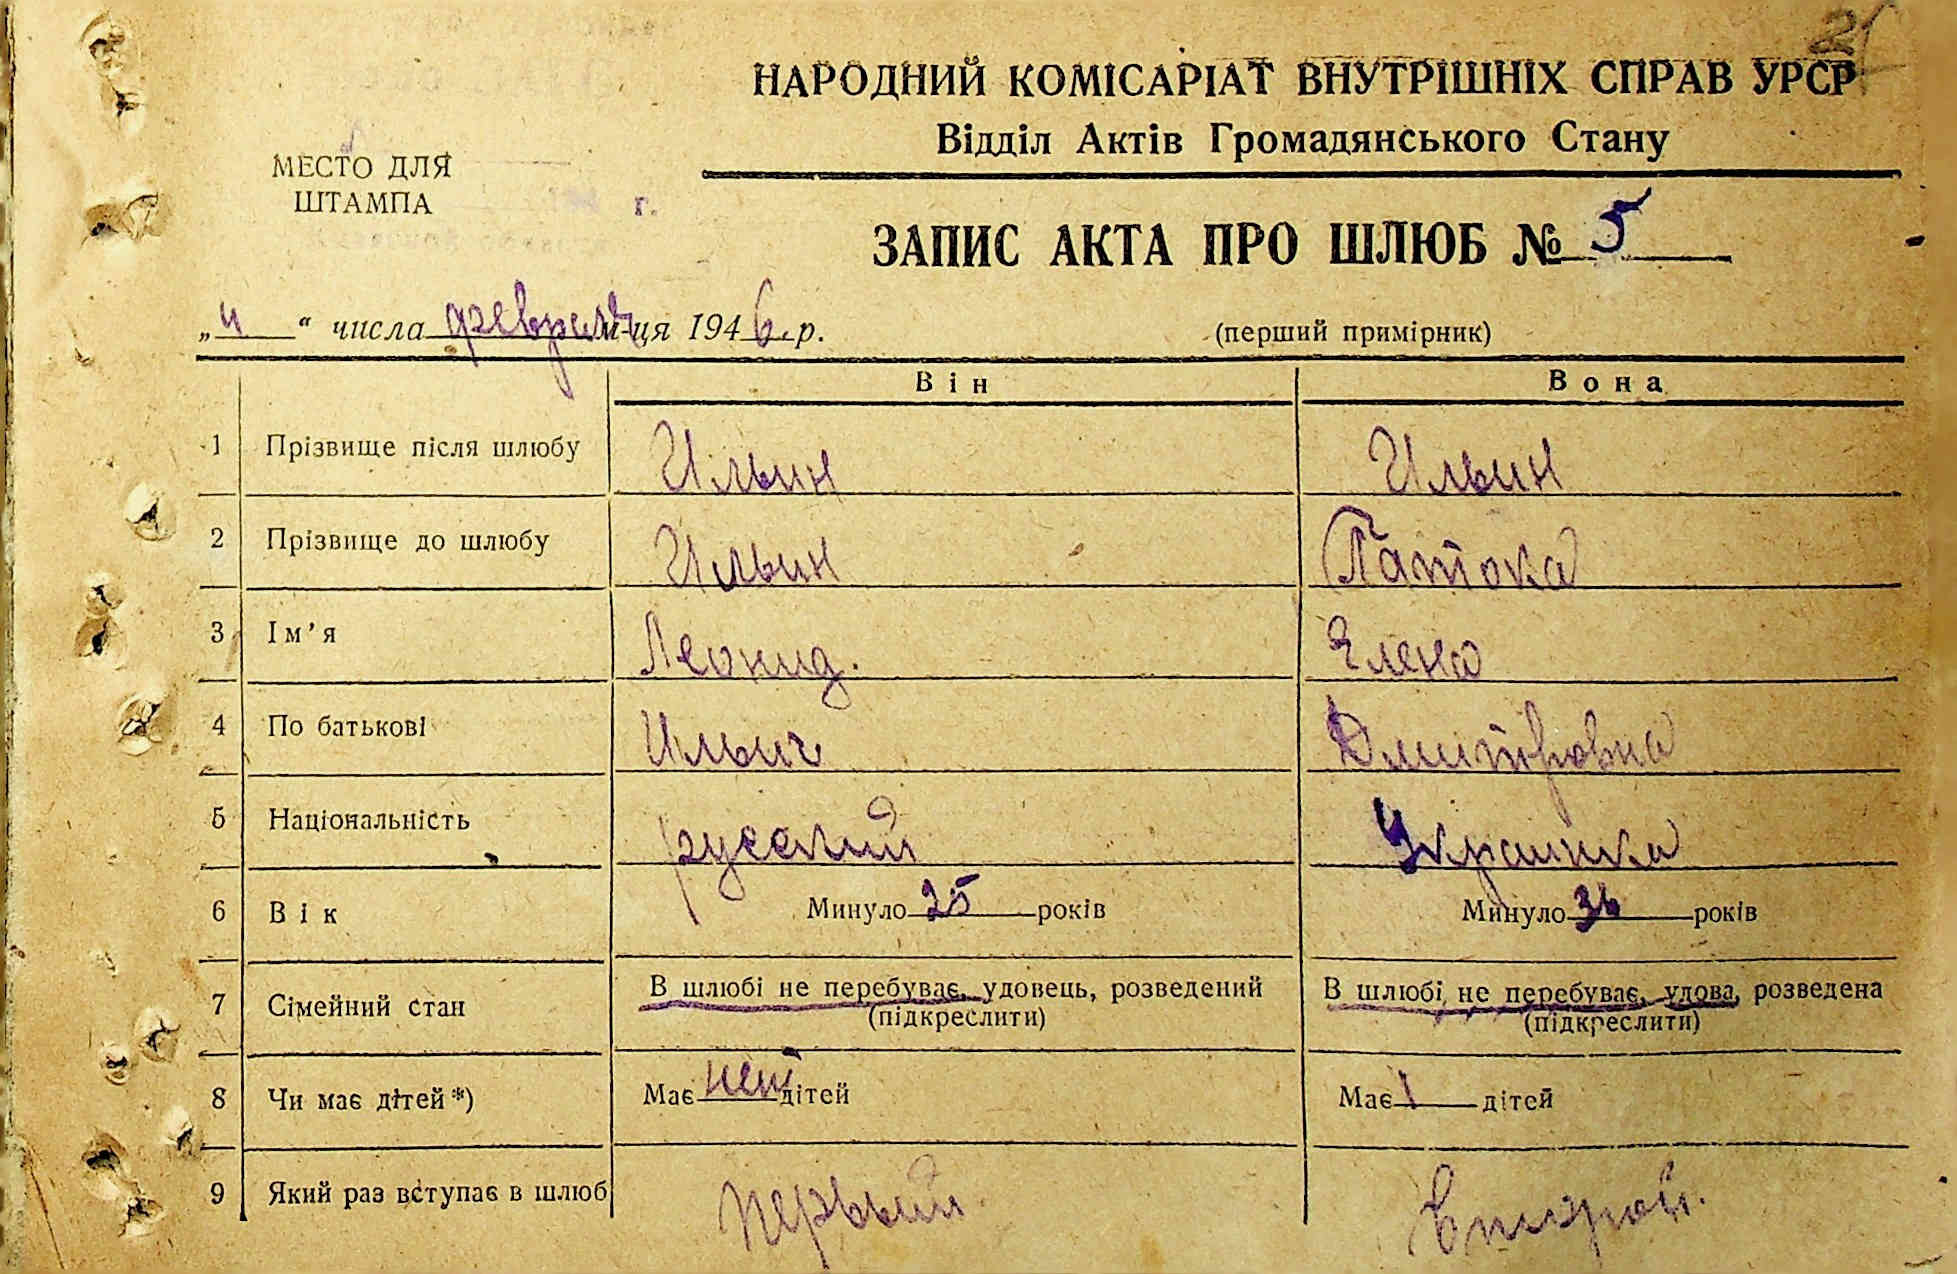 НАРОДНИЙ КОМІСАРІАТ ВНУТРІШНІХ СПРАВ УРСР
Відділ Актів Громадянського Стану
МЕСТО ДЛЯ
ШТАМПА
г.
ЗАПИС АКТА ПРО ШЛЮБ № 5
„4“ числа февраля м-ця 1946 р.
(перший примірник)
Він Вона
1 Прізвище після шлюбу Ильин Ильин
2 Прізвище до шлюбу Ильин Патока
3 Ім'я Леонид. Елена
4 По батькові Ильич Дмитровна
5 Національність русский Украинка
6 Вік Минуло 25 років Минуло років
7 Сімейний стан В шлюбі не перебуває, удовець, розведений В шлюбі не перебуває, удова, розведена
(підкреслити) (підкреслити)
8 Чи має дітей*) Має нет дітей Має 1 дітей
9 Який раз вступає в шлюб первый. второй.